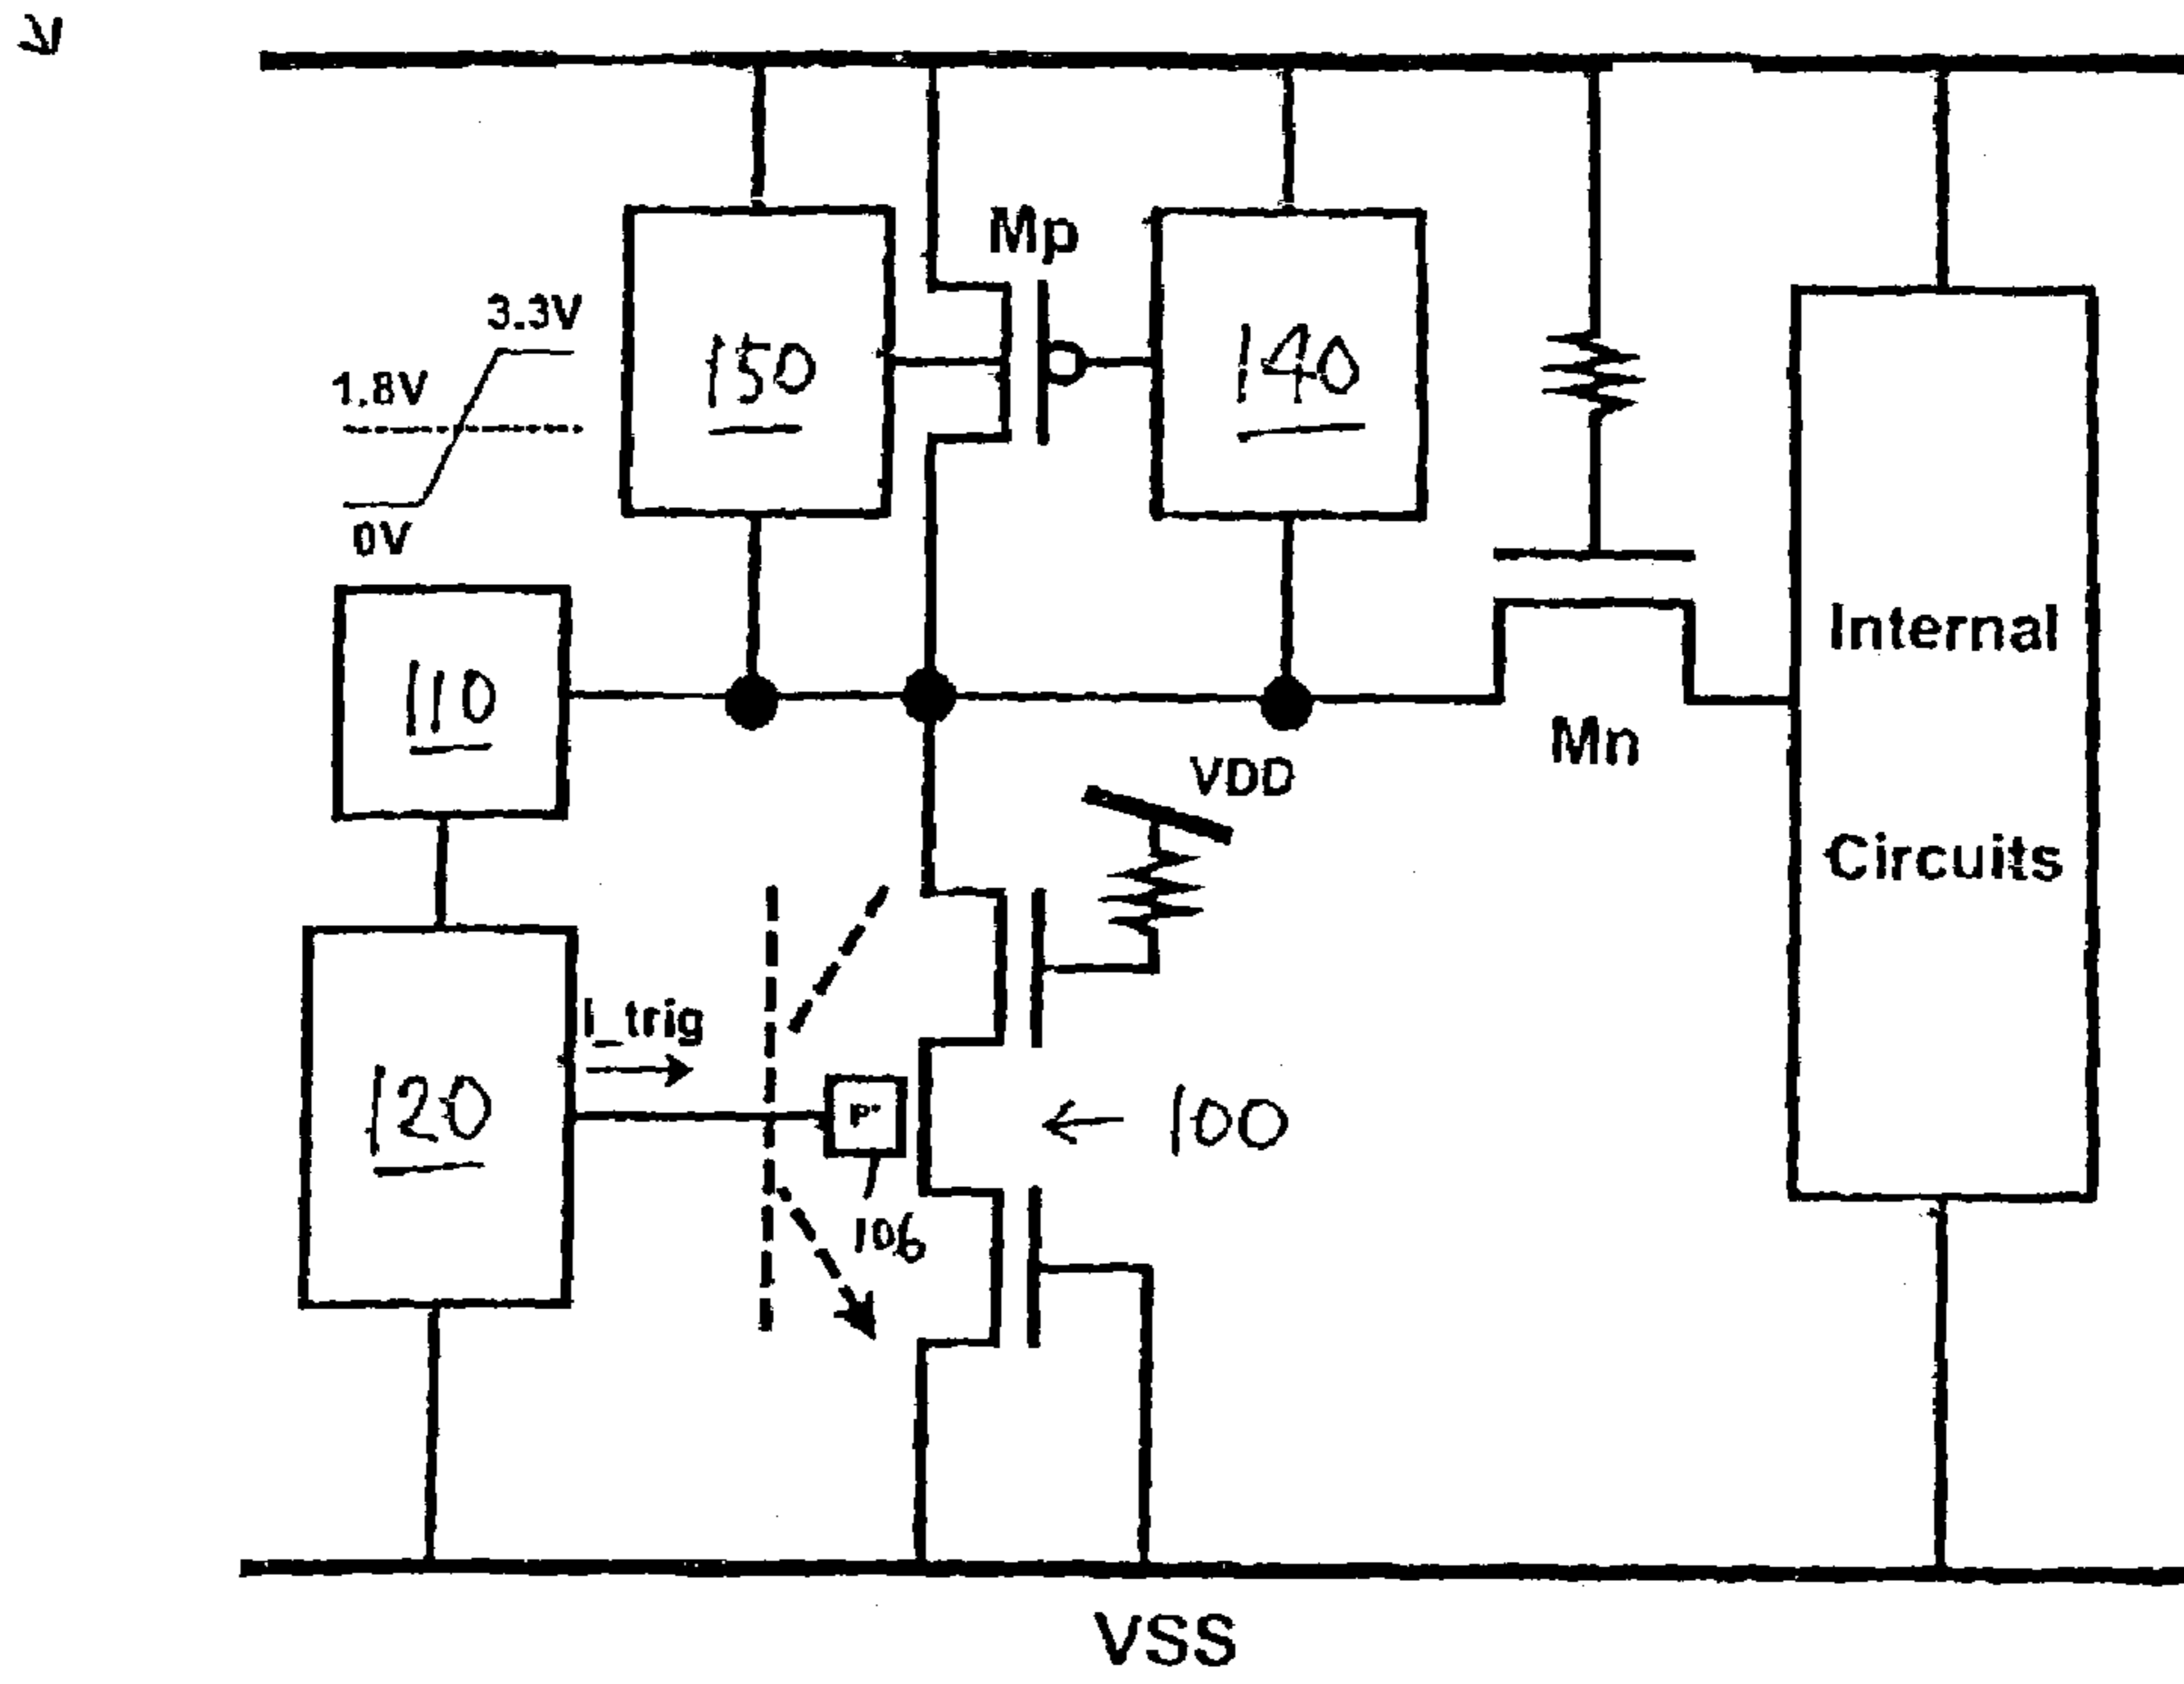 Mp
3.3V
150
140
1.8V
0V
Internal
110
Mn
VDD
Circuits
I_trig
120
P+
100
106
VSS